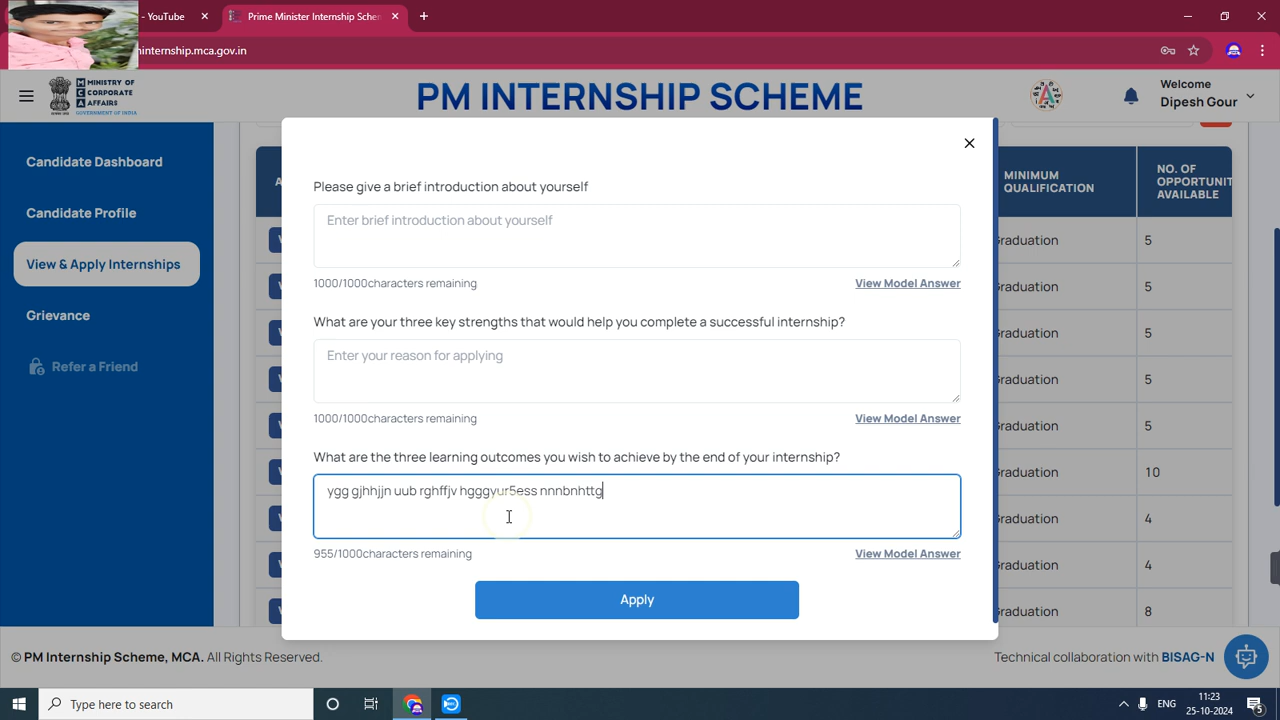 - YouTube
Prime Minister Internship Schem
internship.mca.gov.in
MINISTRY OF
CORPORATE
AFFAIRS
GOVERNMENT OF INDIA
PM INTERNSHIP SCHEME
Welcome
Dipesh Gour
Candidate Dashboard
Candidate Profile
View & Apply Internships
Grievance
Refer a Friend
MINIMUM
QUALIFICATION
NO. OF
OPPORTUNIT
AVAILABLE
Graduation 5
Graduation 5
Graduation 5
Graduation 5
Graduation 5
Graduation 10
Graduation 4
Graduation 4
Graduation 8
Please give a brief introduction about yourself
Enter brief introduction about yourself
1000/1000characters remaining
View Model Answer
What are your three key strengths that would help you complete a successful internship?
Enter your reason for applying
1000/1000characters remaining
View Model Answer
What are the three learning outcomes you wish to achieve by the end of your internship?
ygg gjhhjjn uub rghffjv hgggyur5ess nnnbnhttg
955/1000characters remaining
View Model Answer
Apply
© PM Internship Scheme, MCA. All Rights Reserved.
Technical collaboration with BISAG-N
Type here to search
ENG
11:23
25-10-2024